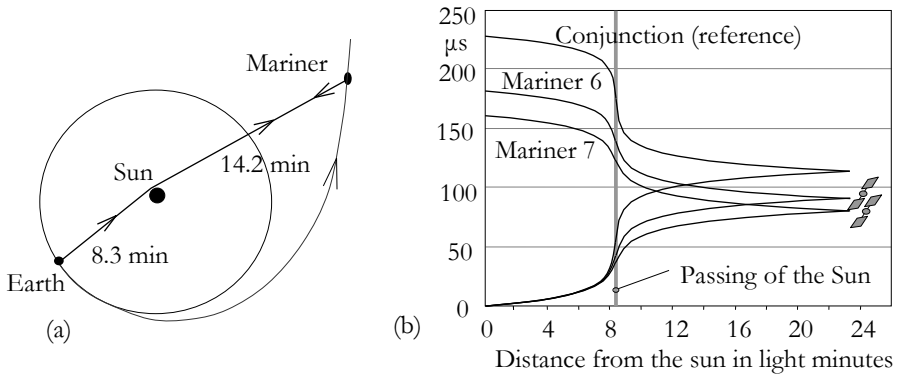 Mariner
Sun
14.2 min
8.3 min
Earth
(a)
250
μs
200
150
100
50
0
Conjunction (reference)
Mariner 6
Mariner 7
Passing of the Sun
(b)
0 4 8 12 16 20 24
Distance from the sun in light minutes